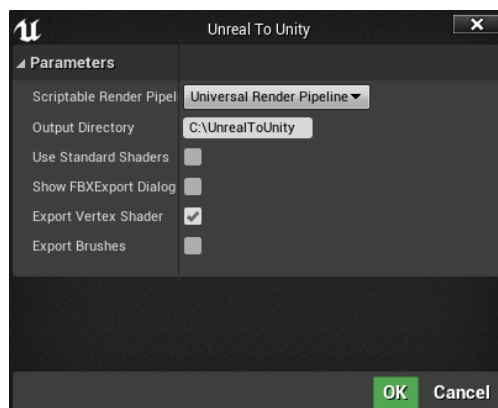 Unreal To Unity
Parameters
Scriptable Render Pipel Universal Render Pipeline
Output Directory C:\UnrealToUnity
Use Standard Shaders
Show FBXExport Dialog
Export Vertex Shader
Export Brushes
OK Cancel